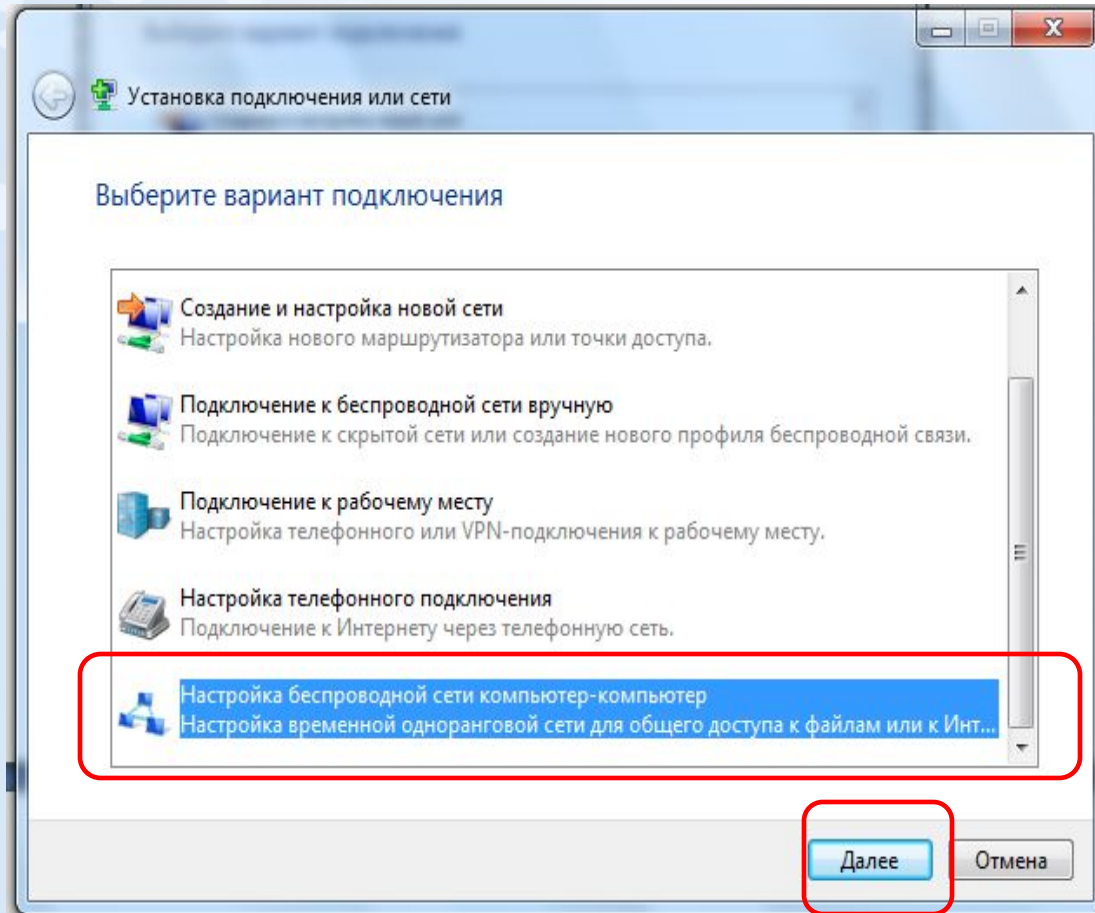 Установка подключения или сети
Выберите вариант подключения
Создание и настройка новой сети
Настройка нового маршрутизатора или точки доступа.
Подключение к беспроводной сети вручную
Подключение к скрытой сети или создание нового профиля беспроводной связи.
Подключение к рабочему месту
Настройка телефонного или VPN-подключения к рабочему месту.
Настройка телефонного подключения
Подключение к Интернету через телефонную сеть.
Настройка беспроводной сети компьютер-компьютер
Настройка временной одноранговой сети для общего доступа к файлам или к Инт...
Далее
Отмена